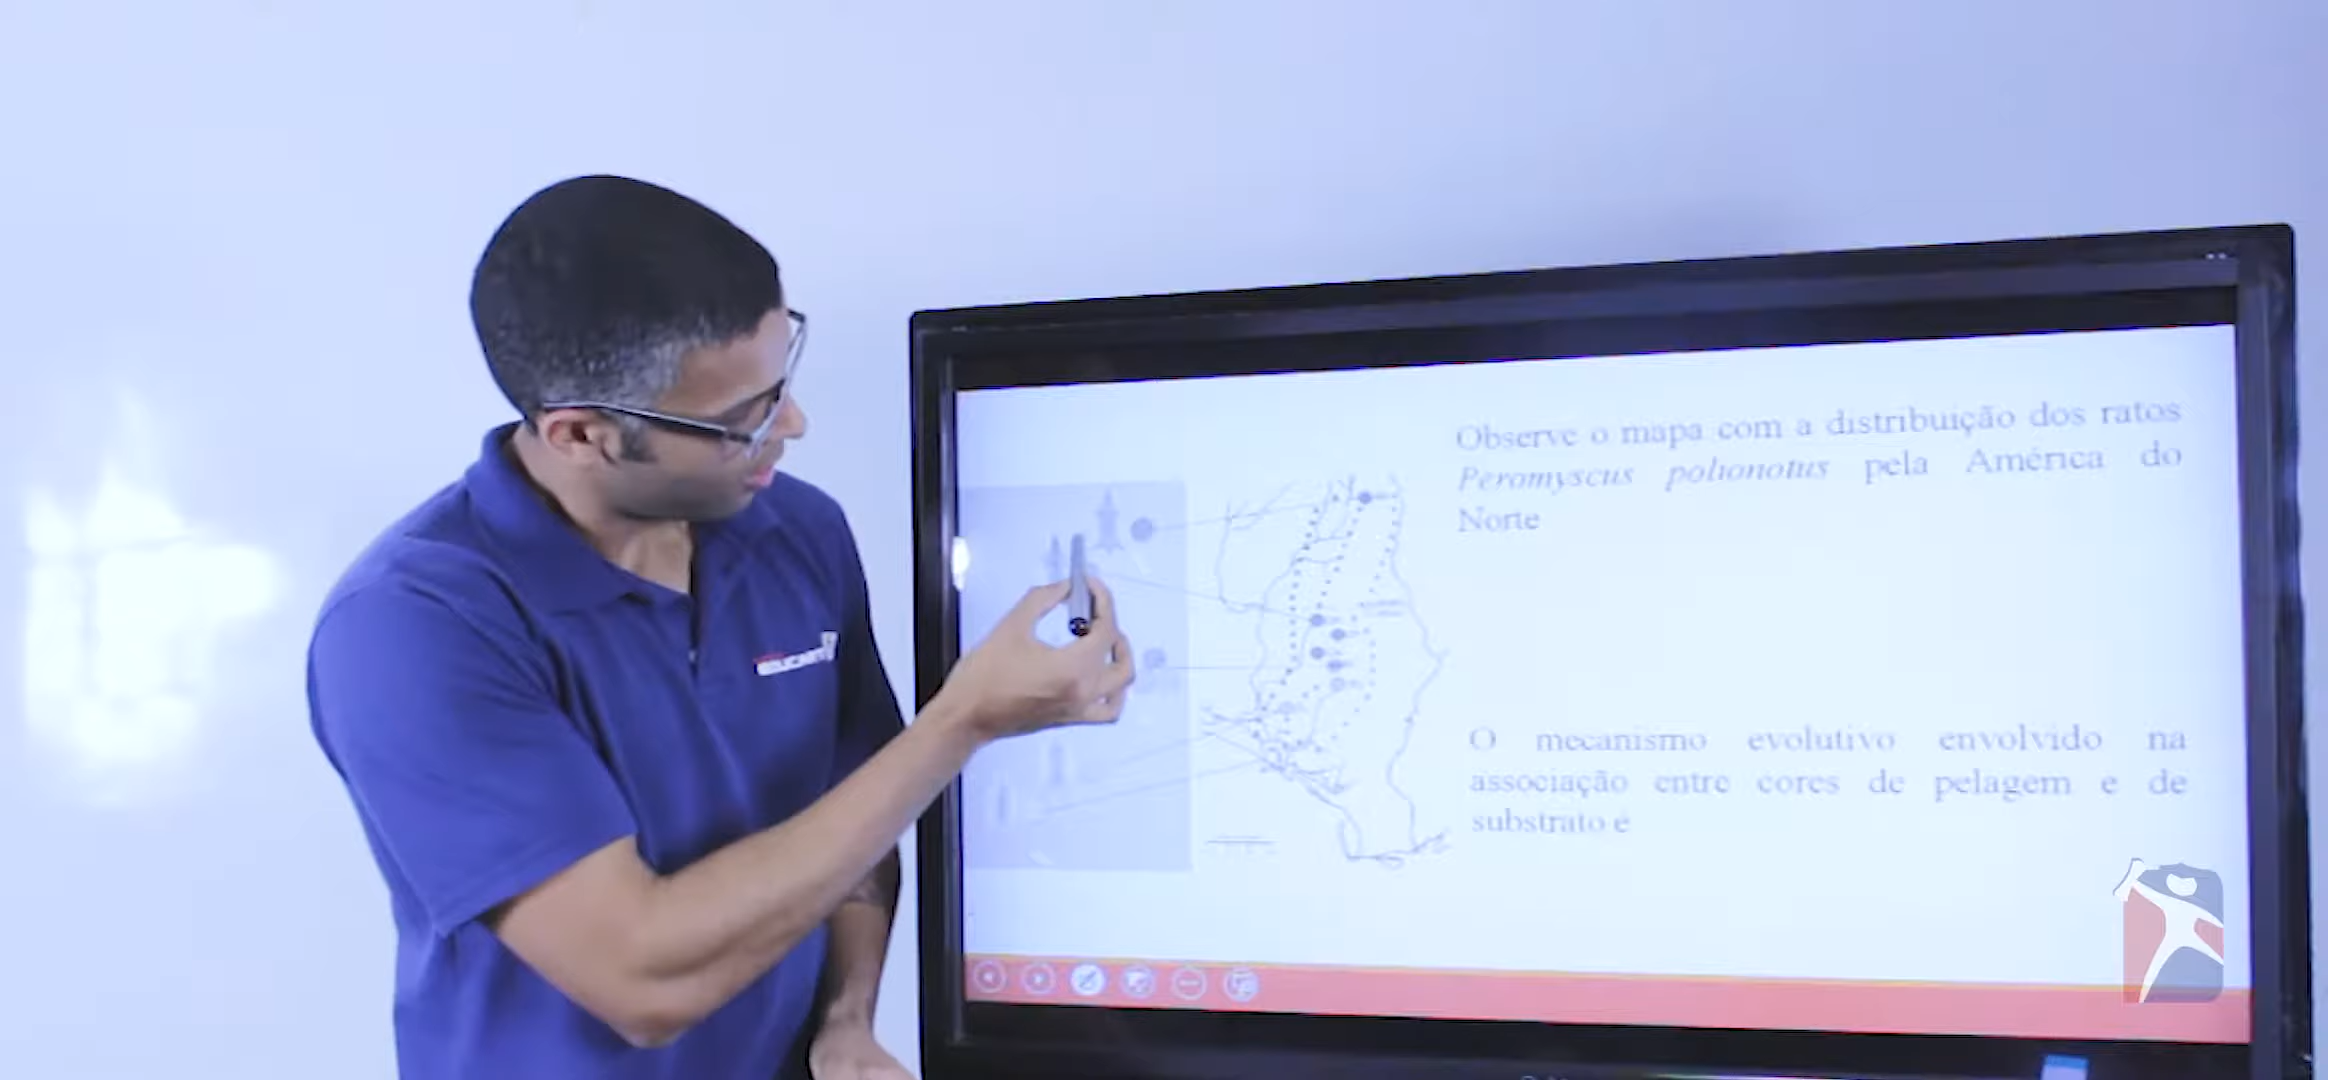 Observe o mapa com a distribuição dos ratos
Peromyscus polionotus pela América do
Norte
O mecanismo evolutivo envolvido na
associação entre cores de pelagem e de
substrato é